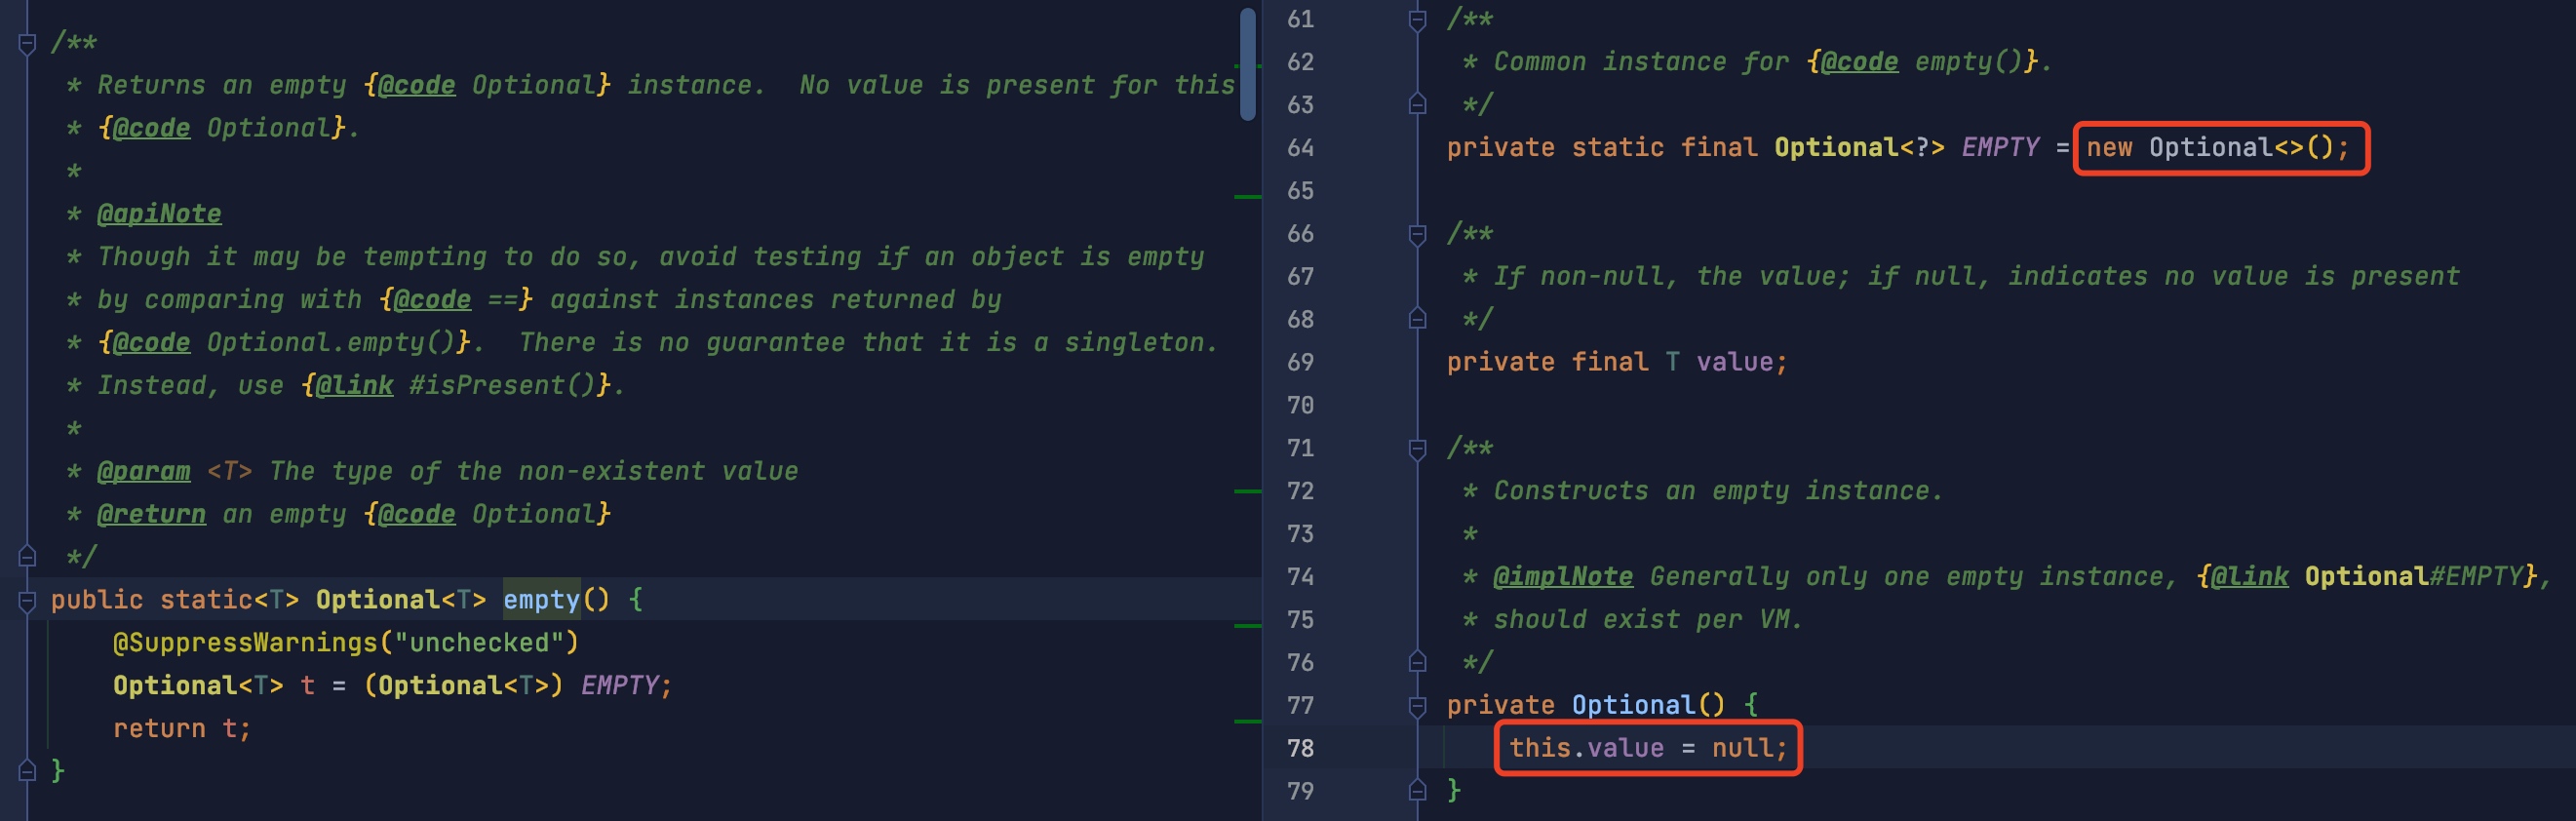 /**
 * Returns an empty {@code Optional} instance.  No value is present for this
 * {@code Optional}.
 *
 * @apiNote
 * Though it may be tempting to do so, avoid testing if an object is empty
 * by comparing with {@code ==} against instances returned by
 * {@code Optional.empty()}.  There is no guarantee that it is a singleton.
 * Instead, use {@link #isPresent()}.
 *
 * @param <T> The type of the non-existent value
 * @return an empty {@code Optional}
 */
public static<T> Optional<T> empty() {
    @SuppressWarnings("unchecked")
    Optional<T> t = (Optional<T>) EMPTY;
    return t;
}
61 /**
62  * Common instance for {@code empty()}.
63  */
64 private static final Optional<?> EMPTY = new Optional<>();
65
66 /**
67  * If non-null, the value; if null, indicates no value is present
68  */
69 private final T value;
70
71 /**
72  * Constructs an empty instance.
73  *
74  * @implNote Generally only one empty instance, {@link Optional#EMPTY},
75  * should exist per VM.
76  */
77 private Optional() {
78     this.value = null;
79 }